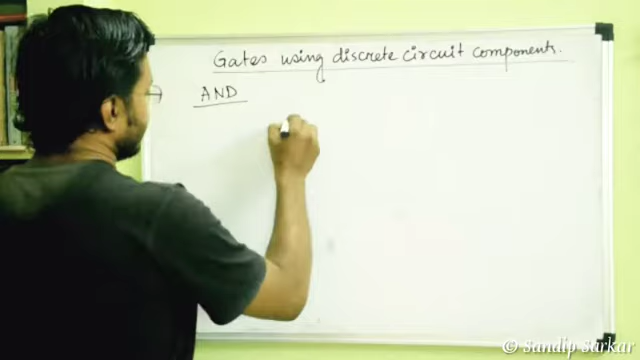 Gates using discrete circuit components.
AND
© Sandip Sarkar